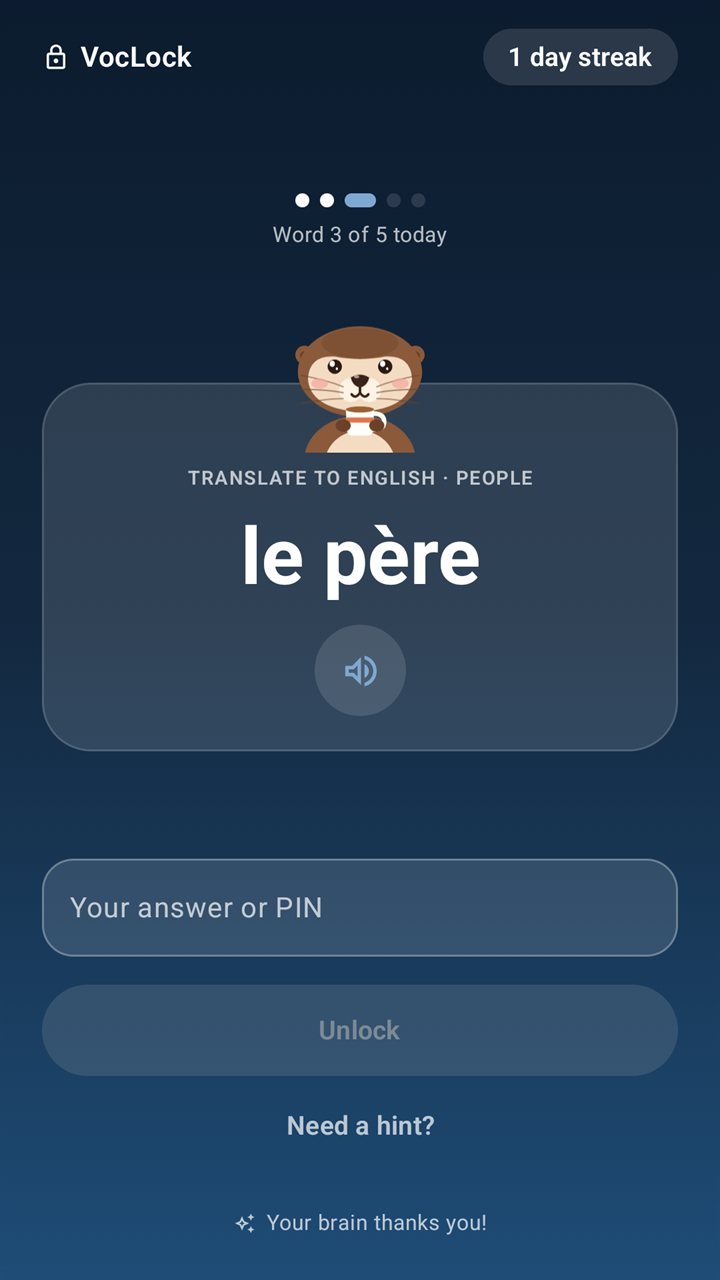 VocLock
1 day streak
Word 3 of 5 today
TRANSLATE TO ENGLISH · PEOPLE
le père
Your answer or PIN
Unlock
Need a hint?
Your brain thanks you!